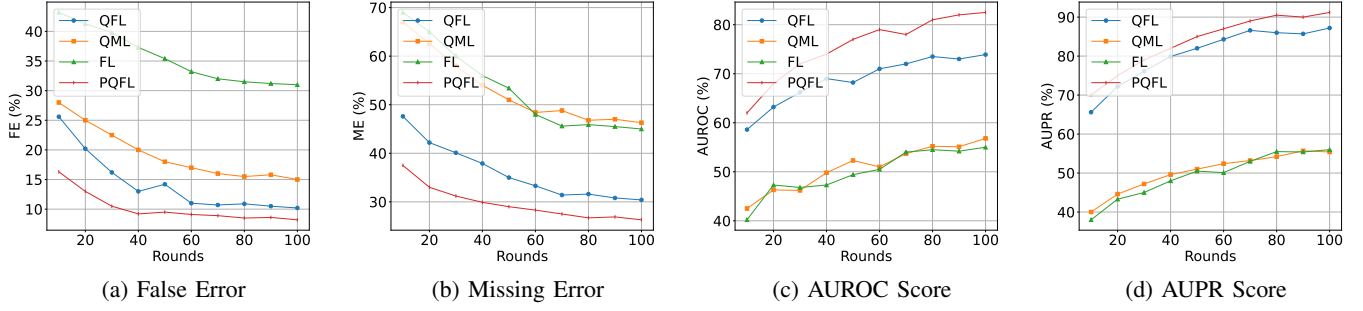 QFL
QML
FL
PQFL
FE (%)
40
35
30
25
20
15
10
20
40
60
80
100
Rounds
(a) False Error
QFL
QML
FL
PQFL
ME (%)
70
60
50
40
30
20
40
60
80
100
Rounds
(b) Missing Error
QFL
QML
FL
PQFL
AUROC (%)
80
70
60
50
40
20
40
60
80
100
Rounds
(c) AUROC Score
QFL
QML
FL
PQFL
AUPR (%)
90
80
70
60
50
40
20
40
60
80
100
Rounds
(d) AUPR Score